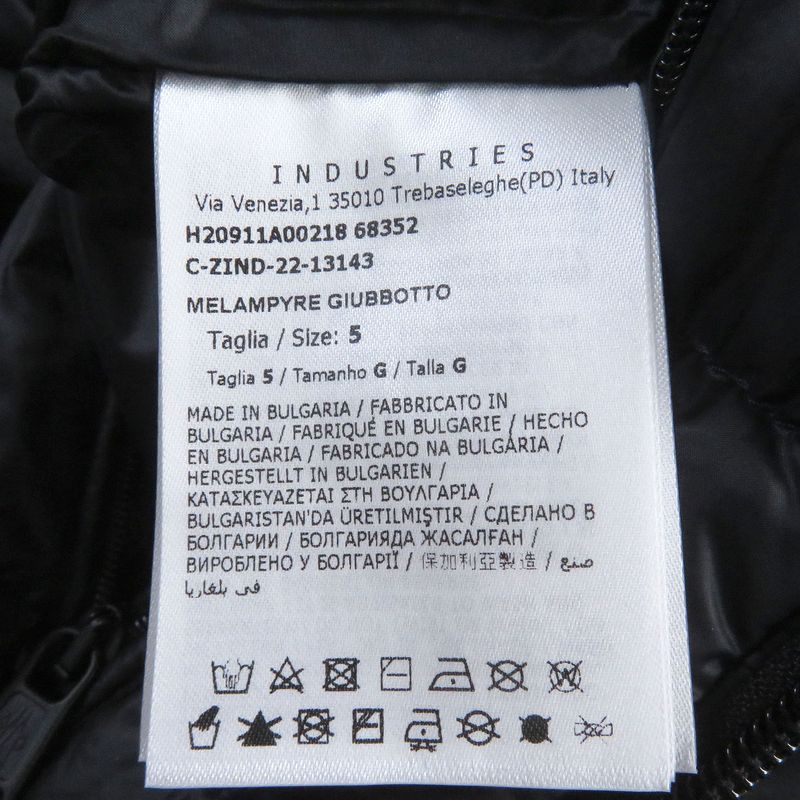 INDUSTRIES
Via Venezia,1 35010 Trebaseleghe(PD) Italy
H20911A00218 68352
C-ZIND-22-13143
MELAMPYRE GIUBBOTTO
Taglia / Size: 5
Taglia 5 / Tamanho G / Talla G
MADE IN BULGARIA / FABBRICATO IN
BULGARIA / FABRIQUÉ EN BULGARIE / HECHO
EN BULGARIA / FABRICADO NA BULGÁRIA /
HERGESTELLT IN BULGARIEN /
ΚΑΤΑΣΚΕΥΑΖΕΤΑΙ ΣΤΗ ΒΟΥΛΓΑΡΙΑ /
BULGARISTAN'DA ÜRETILMIŞTIR / СДЕЛАНО В
БОЛГАРИИ / БОЛГАРИЯДА ЖАСАЛҒАН /
ВИРОБЛЕНО У БОЛГАРІЇ / 保加利亞製造 / صنع
في بلغاريا